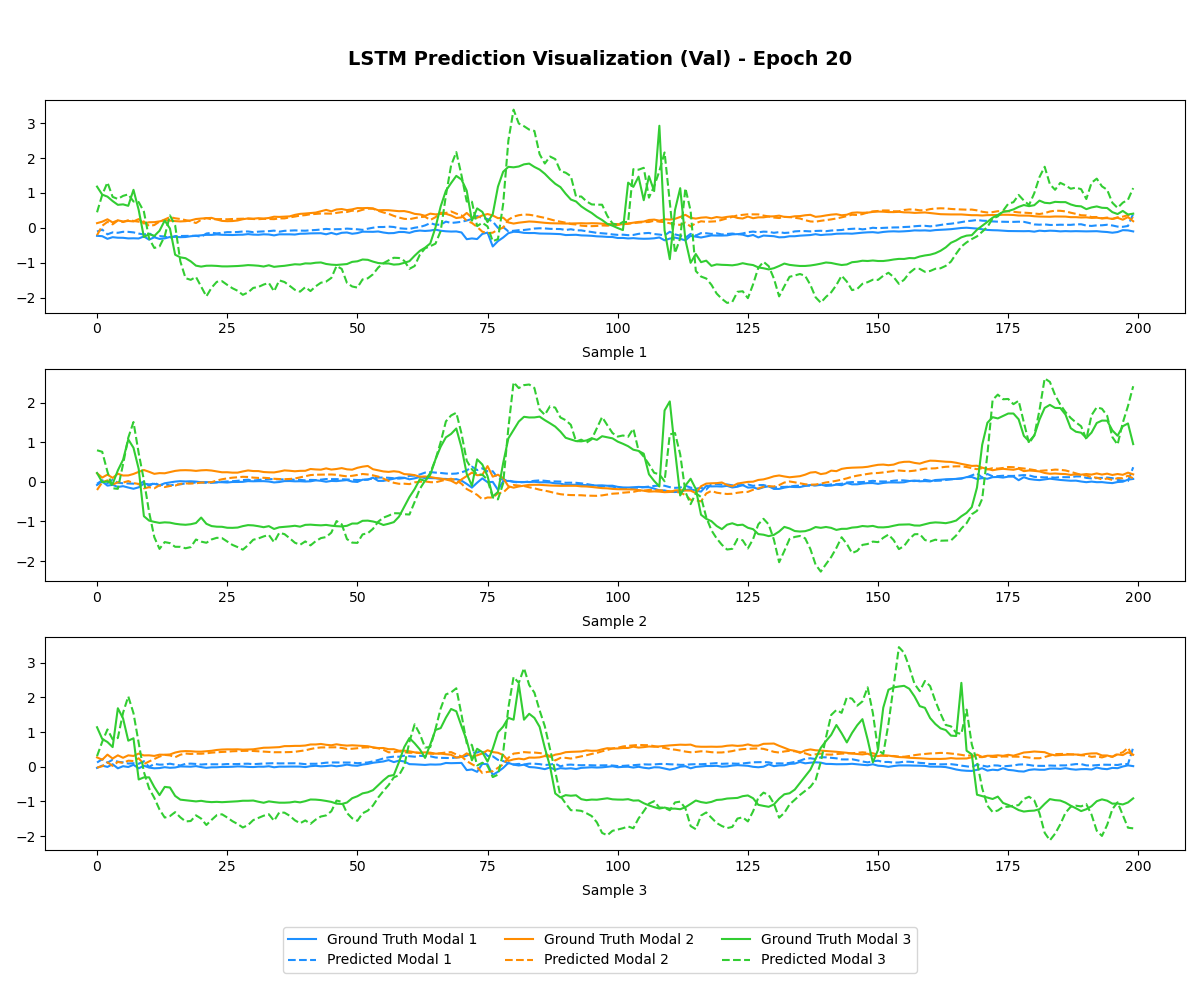 LSTM Prediction Visualization (Val) - Epoch 20
3
2
1
0
−1
−2
0 25 50 75 100 125 150 175 200
Sample 1
2
1
0
−1
−2
0 25 50 75 100 125 150 175 200
Sample 2
3
2
1
0
−1
−2
0 25 50 75 100 125 150 175 200
Sample 3
Ground Truth Modal 1 Ground Truth Modal 2 Ground Truth Modal 3
Predicted Modal 1 Predicted Modal 2 Predicted Modal 3